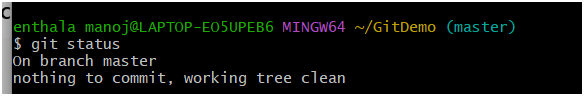 C
enthala manoj@LAPTOP-EO5UPEB6 MINGW64 ~/GitDemo (master)
$ git status
On branch master
nothing to commit, working tree clean